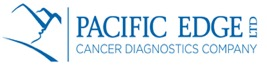 PACIFIC EDGE LTD
CANCER DIAGNOSTICS COMPANY